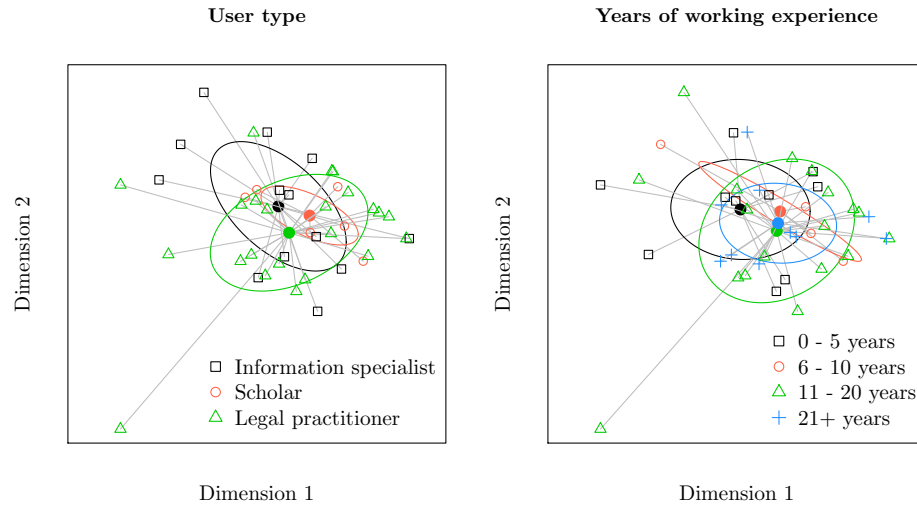 User type
Dimension 2
Information specialist
Scholar
Legal practitioner
Dimension 1
Years of working experience
Dimension 2
0 - 5 years
6 - 10 years
11 - 20 years
21+ years
Dimension 1